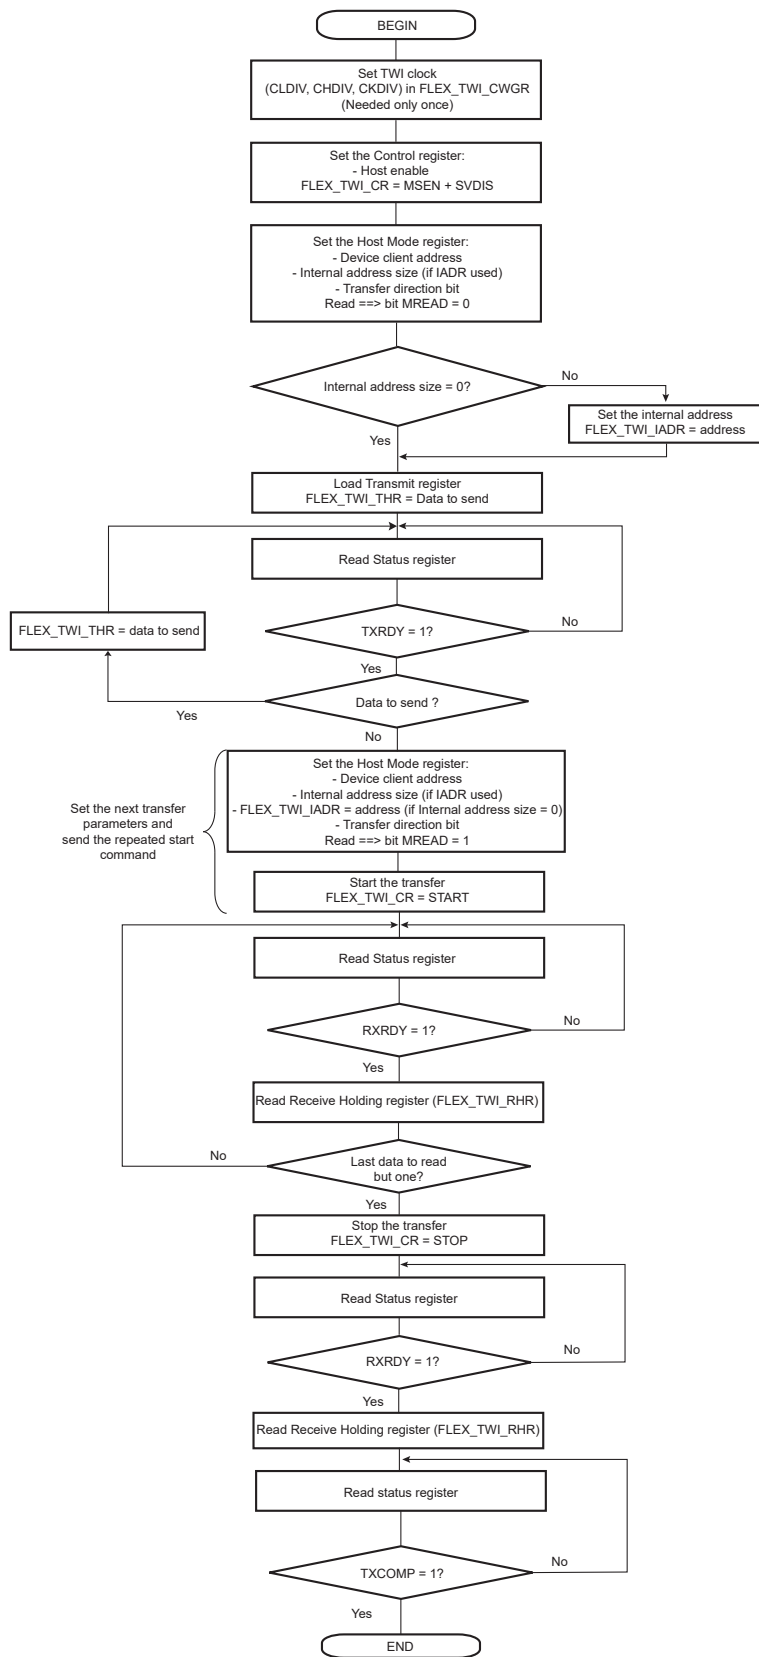 BEGIN
Set TWI clock
(CLDIV, CHDIV, CKDIV) in FLEX_TWI_CWGR
(Needed only once)
Set the Control register:
- Host enable
FLEX_TWI_CR = MSEN + SVDIS
Set the Host Mode register:
- Device client address
- Internal address size (if IADR used)
- Transfer direction bit
Read ==> bit MREAD = 0
Internal address size = 0?
No
Set the internal address
FLEX_TWI_IADR = address
Yes
Load Transmit register
FLEX_TWI_THR = Data to send
Read Status register
FLEX_TWI_THR = data to send
TXRDY = 1?
No
Yes
Data to send ?
Yes
No
Set the next transfer
parameters and
send the repeated start
command
Set the Host Mode register:
- Device client address
- Internal address size (if IADR used)
- FLEX_TWI_IADR = address (if Internal address size = 0)
- Transfer direction bit
Read ==> bit MREAD = 1
Start the transfer
FLEX_TWI_CR = START
Read Status register
RXRDY = 1?
No
Yes
Read Receive Holding register (FLEX_TWI_RHR)
No
Last data to read
but one?
Yes
Stop the transfer
FLEX_TWI_CR = STOP
Read Status register
RXRDY = 1?
No
Yes
Read Receive Holding register (FLEX_TWI_RHR)
Read status register
TXCOMP = 1?
No
Yes
END